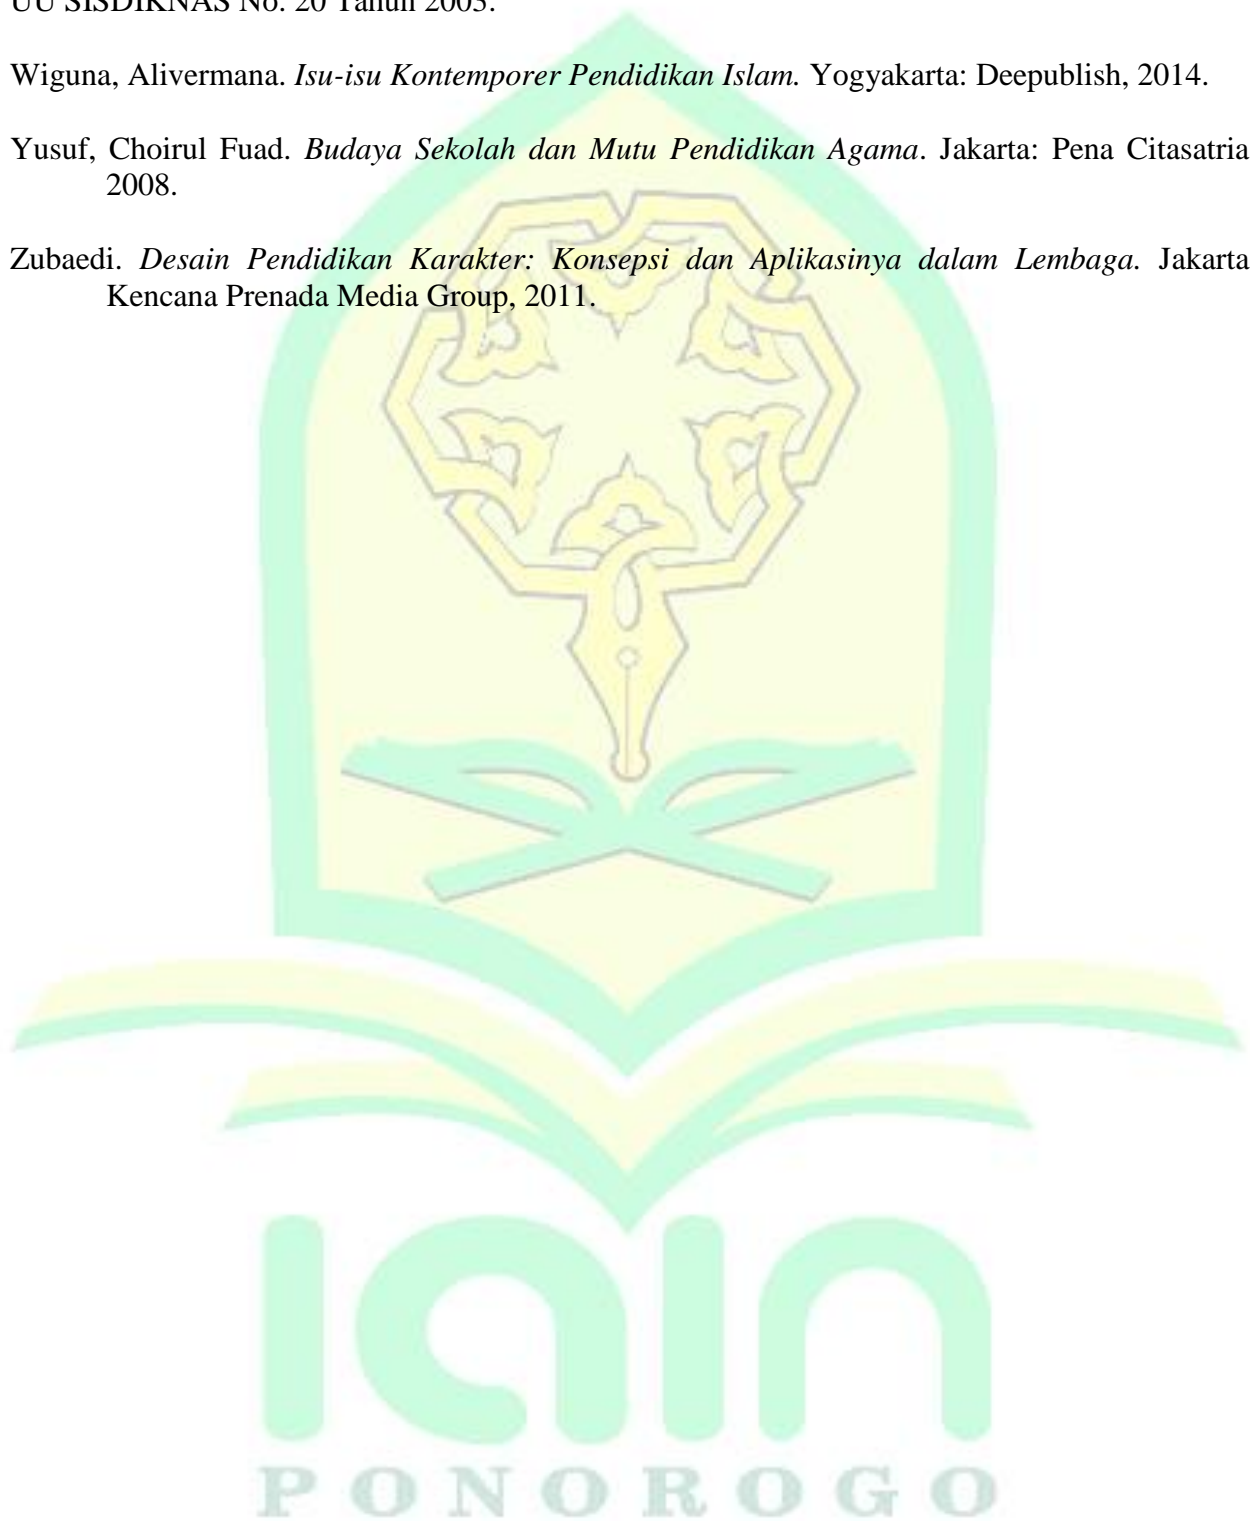 UU SISDIKNAS No. 20 Tahun 2003.
Wiguna, Alivermana. Isu-isu Kontemporer Pendidikan Islam. Yogyakarta: Deepublish, 2014.
Yusuf, Choirul Fuad. Budaya Sekolah dan Mutu Pendidikan Agama. Jakarta: Pena Citasatria
2008.
Zubaedi. Desain Pendidikan Karakter: Konsepsi dan Aplikasinya dalam Lembaga. Jakarta
Kencana Prenada Media Group, 2011.
iain
PONOROGO